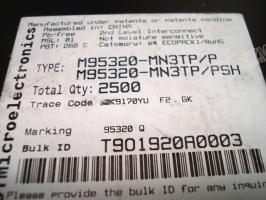 Manufactured under patents or patents pending
Assembled in: CHINA
Pb-free 2nd Level Interconnect
MSL: 01 Not moisture sensitive
PBT: 260 C Category: e4 ECOPACK1/RoHS
TYPE: M95320-MN3TP/P
M95320-MN3TP/PSH
Total Qty: 2500
Trace Code 9170YU F2 GK
Marking 95320 Q
Bulk ID T901920A0003
Please provide the bulk ID for any inquiry
Microelectronics